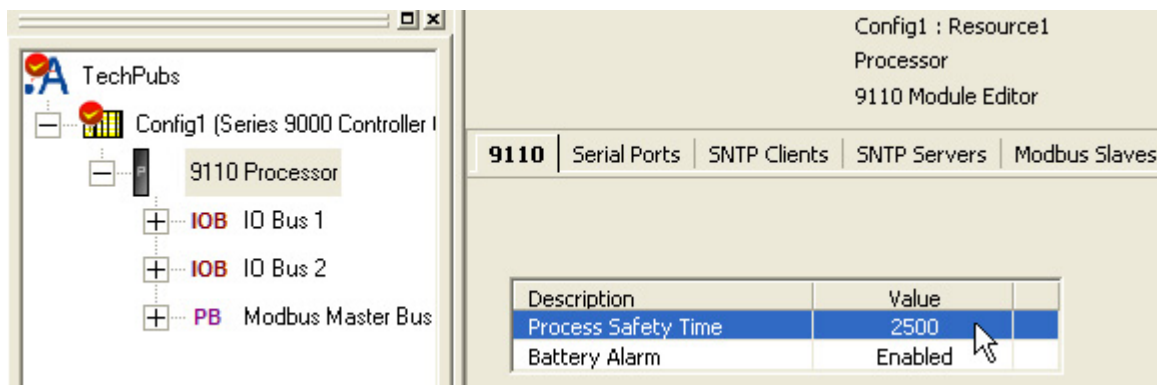 TechPubs
Config1 (Series 9000 Controller
9110 Processor
IOB IO Bus 1
IOB IO Bus 2
PB Modbus Master Bus
Config1 : Resource1
Processor
9110 Module Editor
9110 Serial Ports SNTP Clients SNTP Servers Modbus Slaves
Description Value
Process Safety Time 2500
Battery Alarm Enabled